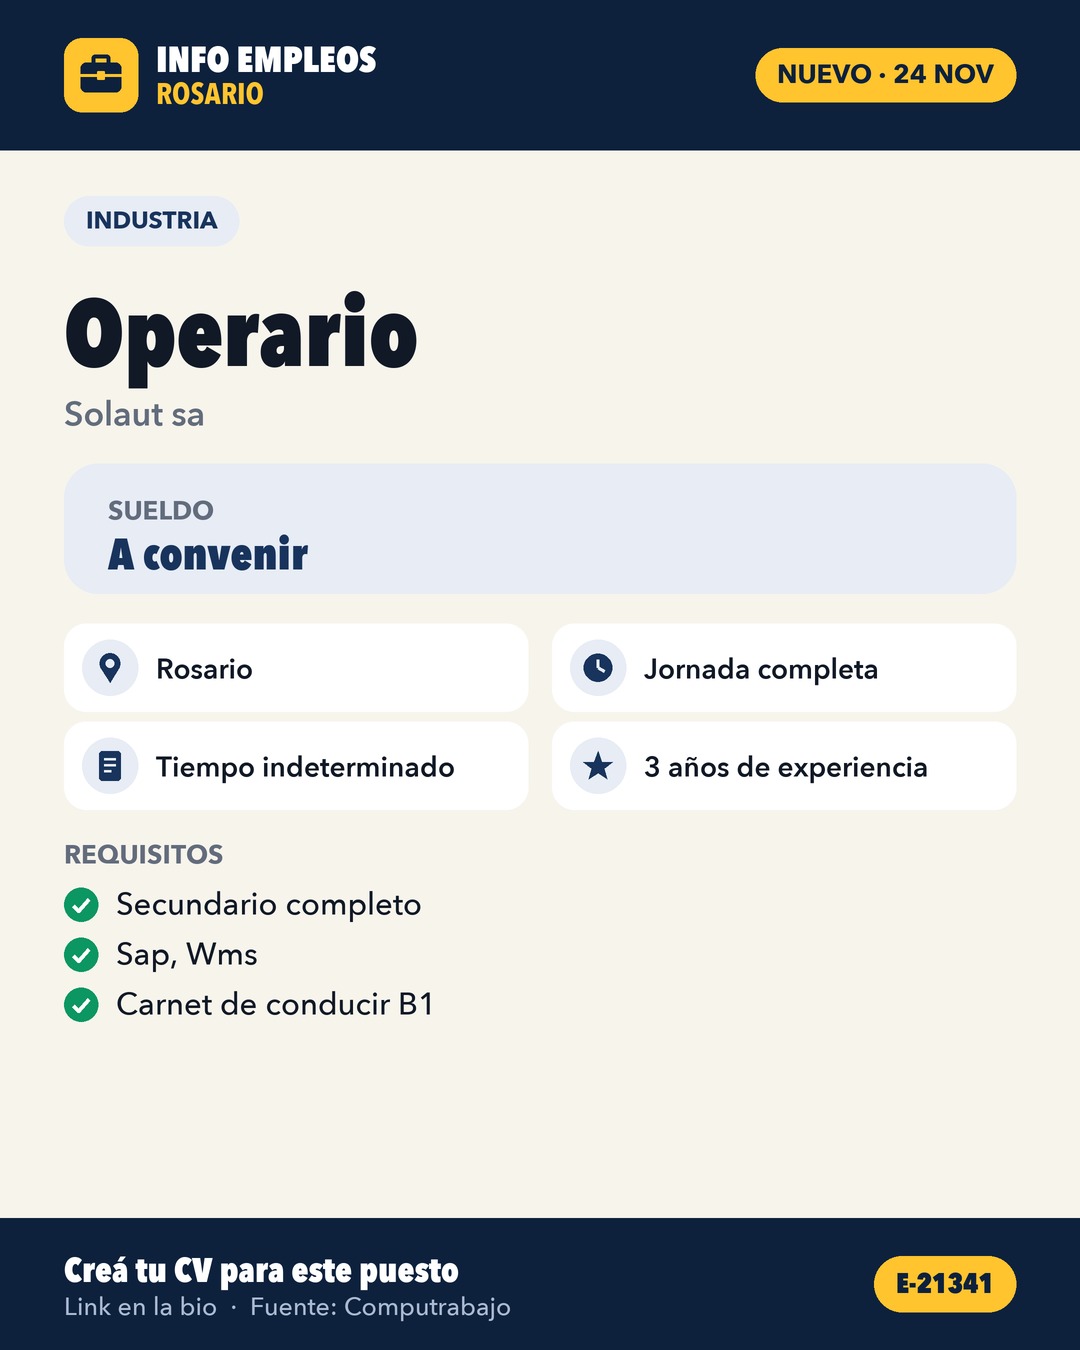 INFO EMPLEOS
ROSARIO
NUEVO · 24 NOV
INDUSTRIA
Operario
Solaut sa
SUELDO
A convenir
Rosario
Jornada completa
Tiempo indeterminado
3 años de experiencia
REQUISITOS
Secundario completo
Sap, Wms
Carnet de conducir B1
Creá tu CV para este puesto
Link en la bio · Fuente: Computrabajo
E-21341